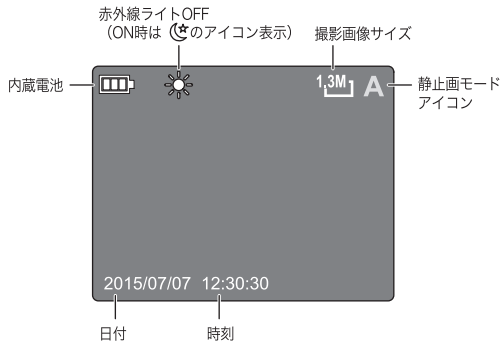 赤外線ライトOFF
（ON時は のアイコン表示）
撮影画像サイズ
内蔵電池
1.3M
A
静止画モード
アイコン
2015/07/07 12:30:30
日付
時刻